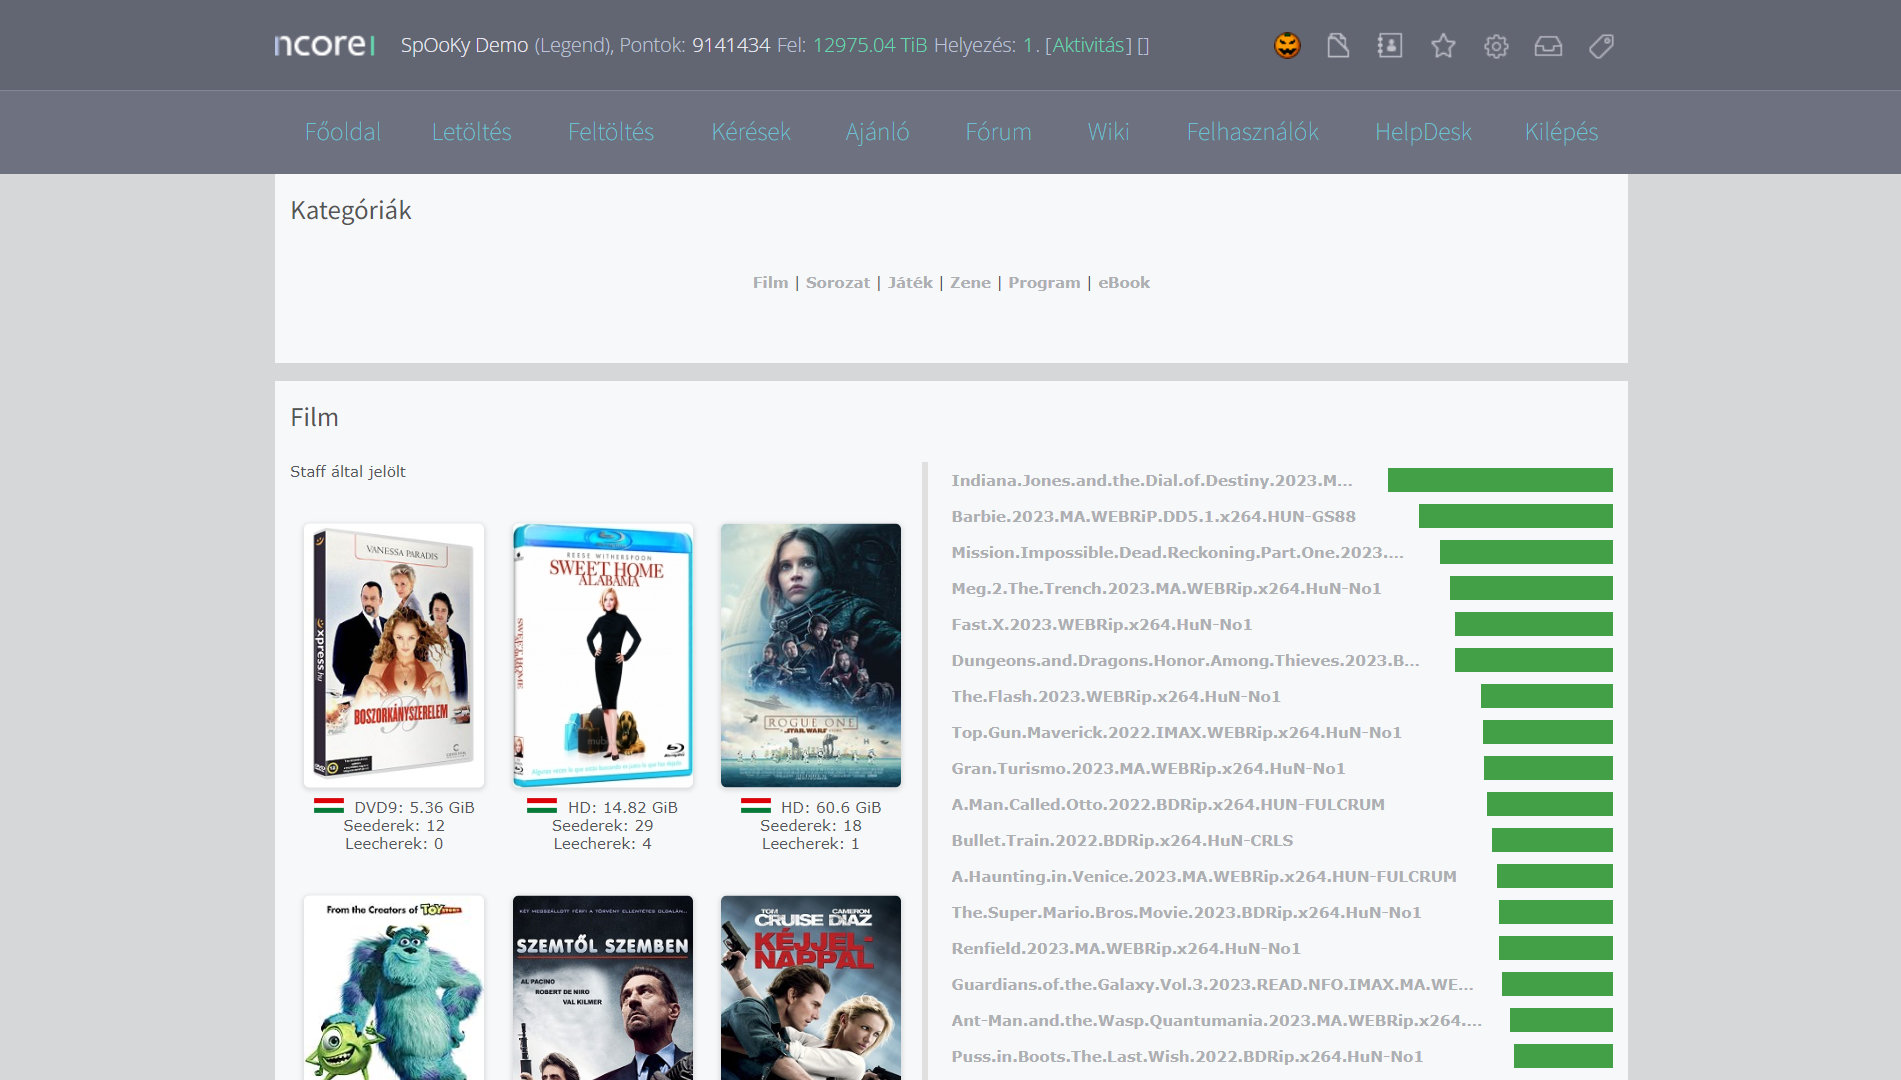 ncore
SpOoKy Demo (Legend), Pontok: 9141434 Fel: 12975.04 TiB Helyezés: 1. [Aktivitás] []
Főoldal Letöltés Feltöltés Kérések Ajánló Fórum Wiki Felhasználók HelpDesk Kilépés
Kategóriák
Film | Sorozat | Játék | Zene | Program | eBook
Film
Staff által jelölt
VANESSA PARADIS
xpress.hu
BOSZORKÁNYSZERELEM
REESE WITHERSPOON
SWEET HOME
ALABAMA
SWEET HOME
ROGUE ONE
STAR WARS
DVD9: 5.36 GiB
Seederek: 12
Leecherek: 0
HD: 14.82 GiB
Seederek: 29
Leecherek: 4
HD: 60.6 GiB
Seederek: 18
Leecherek: 1
From the Creators of TOY STORY
KÉT MEGSZÁLLOTT FÉRFI A TÖRVÉNY ELLENTÉTES OLDALÁN..
SZEMTŐL SZEMBEN
AL PACINO
ROBERT DE NIRO
VAL KILMER
TOM CRUISE CAMERON DIAZ
KÉJJEL-
NAPPAL
Indiana.Jones.and.the.Dial.of.Destiny.2023.M...
Barbie.2023.MA.WEBRiP.DD5.1.x264.HUN-GS88
Mission.Impossible.Dead.Reckoning.Part.One.2023....
Meg.2.The.Trench.2023.MA.WEBRip.x264.HuN-No1
Fast.X.2023.WEBRip.x264.HuN-No1
Dungeons.and.Dragons.Honor.Among.Thieves.2023.B...
The.Flash.2023.WEBRip.x264.HuN-No1
Top.Gun.Maverick.2022.IMAX.WEBRip.x264.HuN-No1
Gran.Turismo.2023.MA.WEBRip.x264.HuN-No1
A.Man.Called.Otto.2022.BDRip.x264.HUN-FULCRUM
Bullet.Train.2022.BDRip.x264.HuN-CRLS
A.Haunting.in.Venice.2023.MA.WEBRip.x264.HUN-FULCRUM
The.Super.Mario.Bros.Movie.2023.BDRip.x264.HuN-No1
Renfield.2023.MA.WEBRip.x264.HuN-No1
Guardians.of.the.Galaxy.Vol.3.2023.READ.NFO.IMAX.MA.WE...
Ant-Man.and.the.Wasp.Quantumania.2023.MA.WEBRip.x264....
Puss.in.Boots.The.Last.Wish.2022.BDRip.x264.HuN-No1